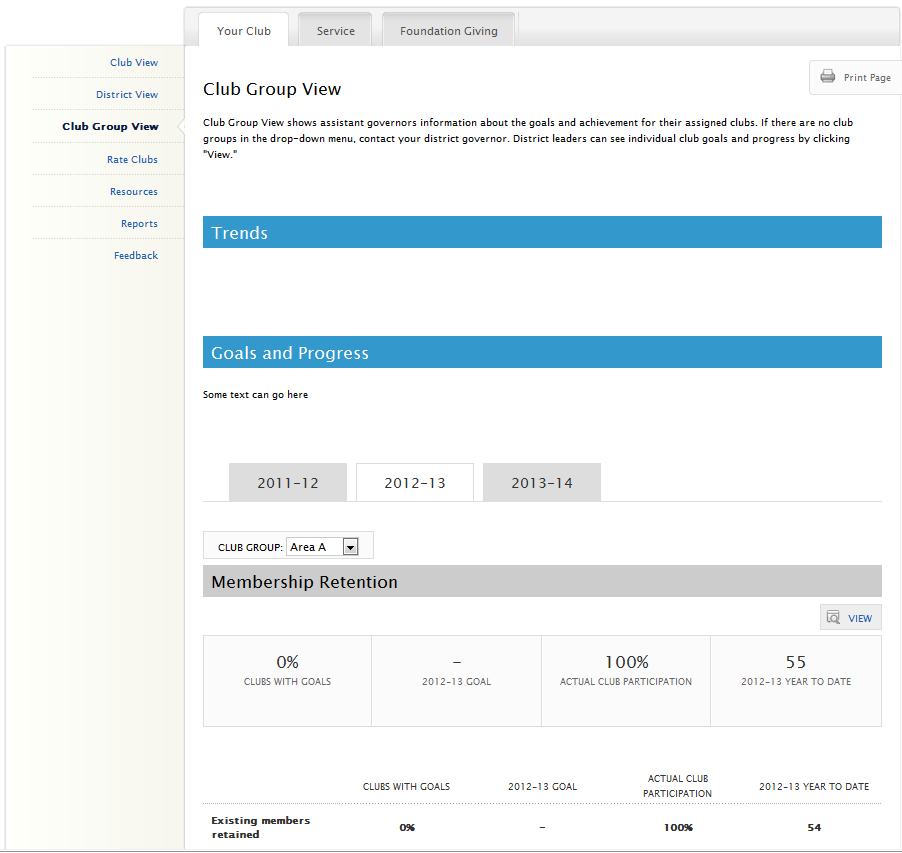 Your Club
Service
Foundation Giving
Club View
District View
Club Group View
Rate Clubs
Resources
Reports
Feedback
Print Page
Club Group View
Club Group View shows assistant governors information about the goals and achievement for their assigned clubs. If there are no club
groups in the drop-down menu, contact your district governor. District leaders can see individual club goals and progress by clicking
"View."
Trends
Goals and Progress
Some text can go here
2011-12
2012-13
2013-14
CLUB GROUP: Area A
Membership Retention
VIEW
0%
CLUBS WITH GOALS
–
2012-13 GOAL
100%
ACTUAL CLUB PARTICIPATION
55
2012-13 YEAR TO DATE
CLUBS WITH GOALS
2012-13 GOAL
ACTUAL CLUB
PARTICIPATION
2012-13 YEAR TO DATE
Existing members
retained
0%
–
100%
54